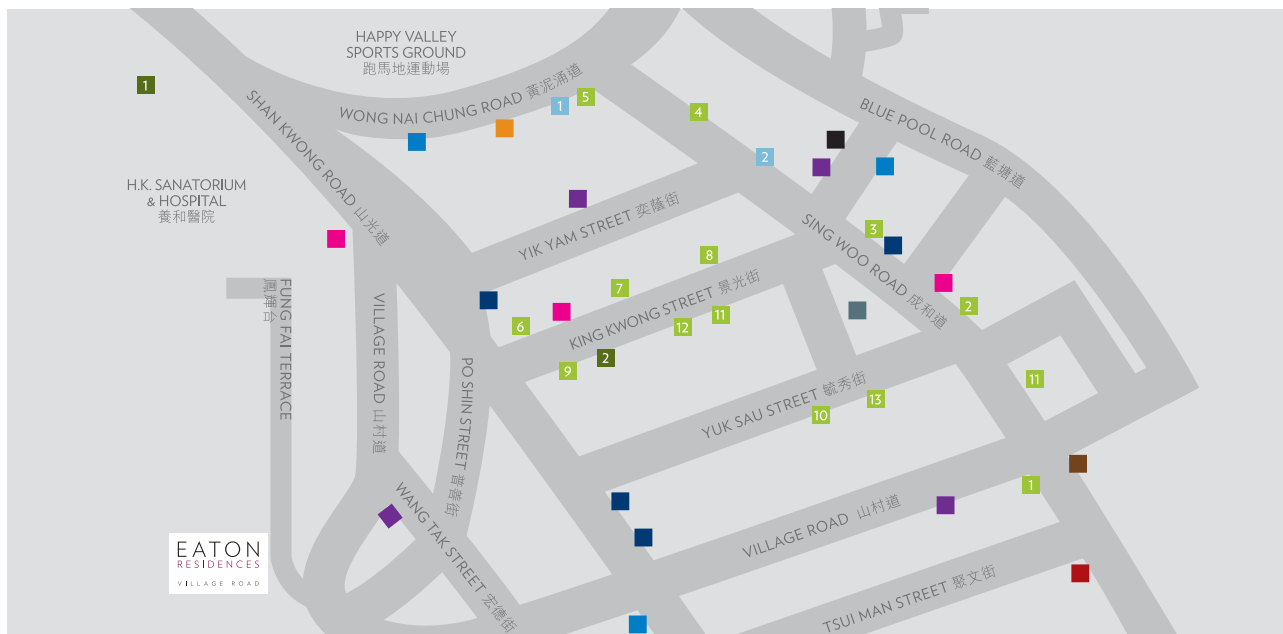 HAPPY VALLEY
SPORTS GROUND
跑馬地運動場
1
WONG NAI CHUNG ROAD 黃泥涌道
1
5
4
SHAN KWONG ROAD 山光道
BLUE POOL ROAD 藍塘道
2
H.K. SANATORIUM
& HOSPITAL
養和醫院
YIK YAM STREET 奕蔭街
SING WOO ROAD 成和道
3
8
7
KING KWONG STREET 景光街
FUNG FAI TERRACE
鳳輝台
VILLAGE ROAD 山村道
6
12
11
2
9
2
PO SHIN STREET 普善街
YUK SAU STREET 毓秀街
10
13
11
WANG TAK STREET 宏德街
VILLAGE ROAD 山村道
1
EATON
RESIDENCES
VILLAGE ROAD
TSUI MAN STREET 聚文街